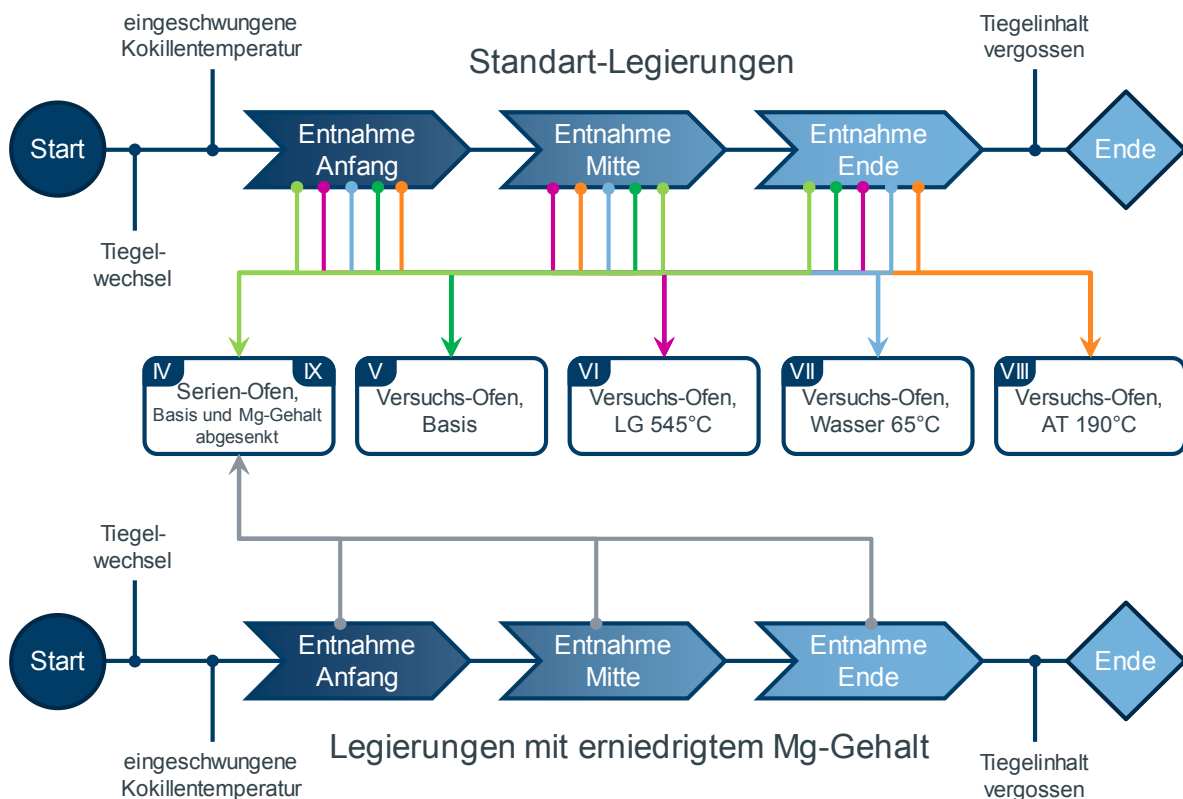 eingeschwungene
Kokillentemperatur
Tiegelinhalt
vergossen
Standart-Legierungen
Start
Entnahme
Anfang
Entnahme
Mitte
Entnahme
Ende
Ende
Tiegel-
wechsel
IV
IX
Serien-Ofen,
Basis und Mg-Gehalt
abgesenkt
V
Versuchs-Ofen,
Basis
VI
Versuchs-Ofen,
LG 545°C
VII
Versuchs-Ofen,
Wasser 65°C
VIII
Versuchs-Ofen,
AT 190°C
Tiegel-
wechsel
Start
Entnahme
Anfang
Entnahme
Mitte
Entnahme
Ende
Ende
Legierungen mit erniedrigtem Mg-Gehalt
eingeschwungene
Kokillentemperatur
Tiegelinhalt
vergossen